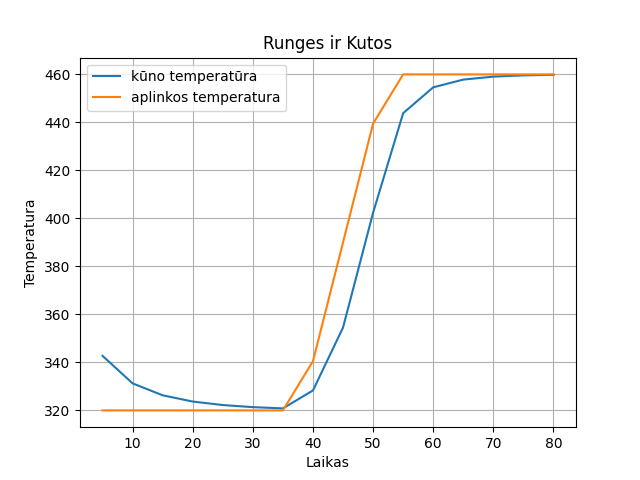 Runges ir Kutos
kūno temperatūra
aplinkos temperatura
Temperatura
460
440
420
400
380
360
340
320
10 20 30 40 50 60 70 80
Laikas